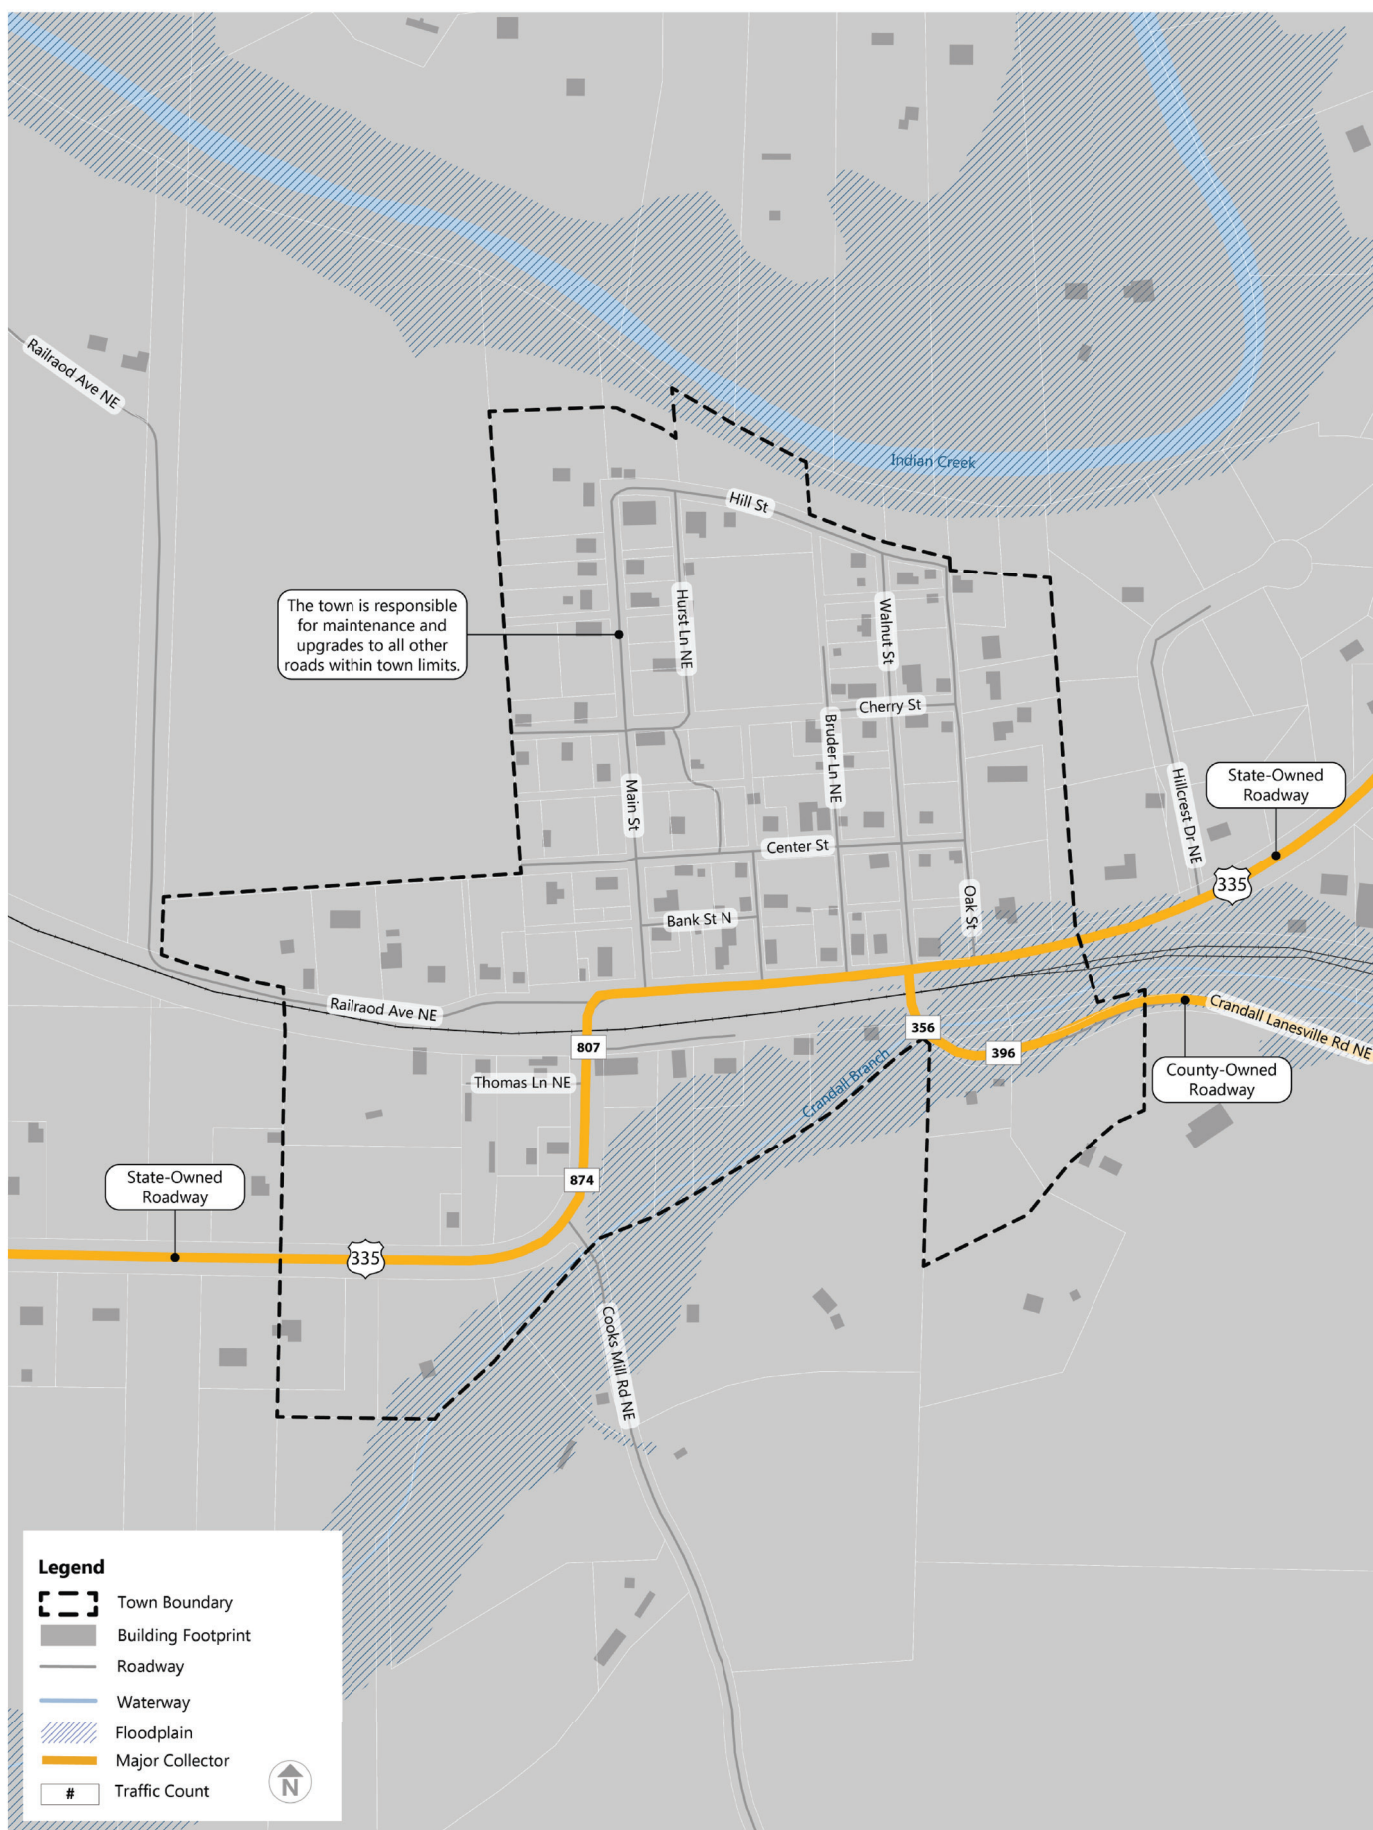 Railraod Ave NE
Indian Creek
Hill St
The town is responsible
for maintenance and
upgrades to all other
roads within town limits.
Hurst Ln NE
Walnut St
Cherry St
Bruder Ln NE
Main St
Center St
Hillcrest Dr NE
State-Owned
Roadway
335
Oak St
Bank St N
Railraod Ave NE
807
356
396
Crandall Lanesville Rd NE
County-Owned
Roadway
Thomas Ln NE
Crandall Branch
874
State-Owned
Roadway
335
Cooks Mill Rd NE
Legend
Town Boundary
Building Footprint
Roadway
Waterway
Floodplain
Major Collector
# Traffic Count
N